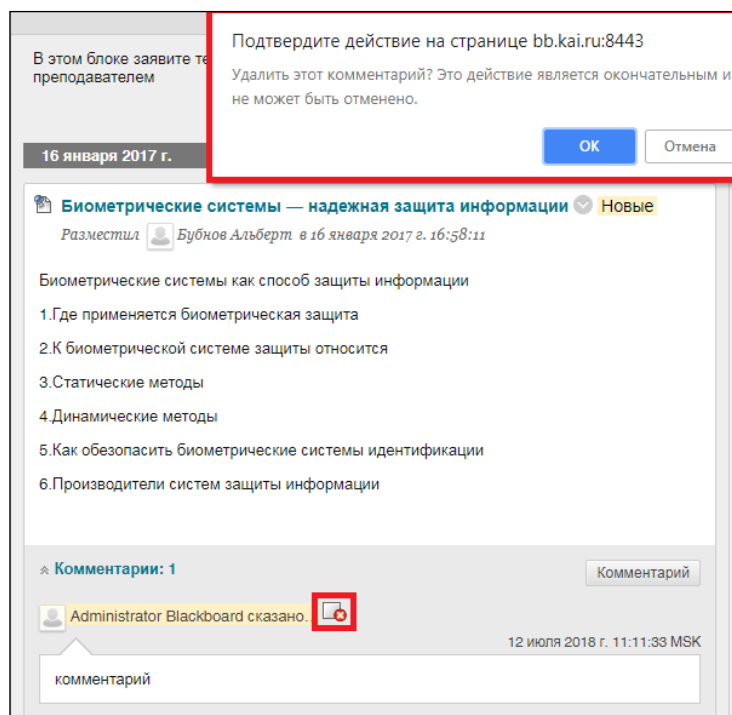 Подтвердите действие на странице bb.kai.ru:8443
Удалить этот комментарий? Это действие является окончательным и
не может быть отменено.
ОК
Отмена
В этом блоке заявите те
преподавателем
16 января 2017 г.
Биометрические системы — надежная защита информации Новые
Разместил Бубнов Альберт в 16 января 2017 г. 16:58:11
Биометрические системы как способ защиты информации
1.Где применяется биометрическая защита
2.К биометрической системе защиты относится
3.Статические методы
4.Динамические методы
5.Как обезопасить биометрические системы идентификации
6.Производители систем защиты информации
Комментарии: 1
Комментарий
Administrator Blackboard сказано...
12 июля 2018 г. 11:11:33 MSK
комментарий